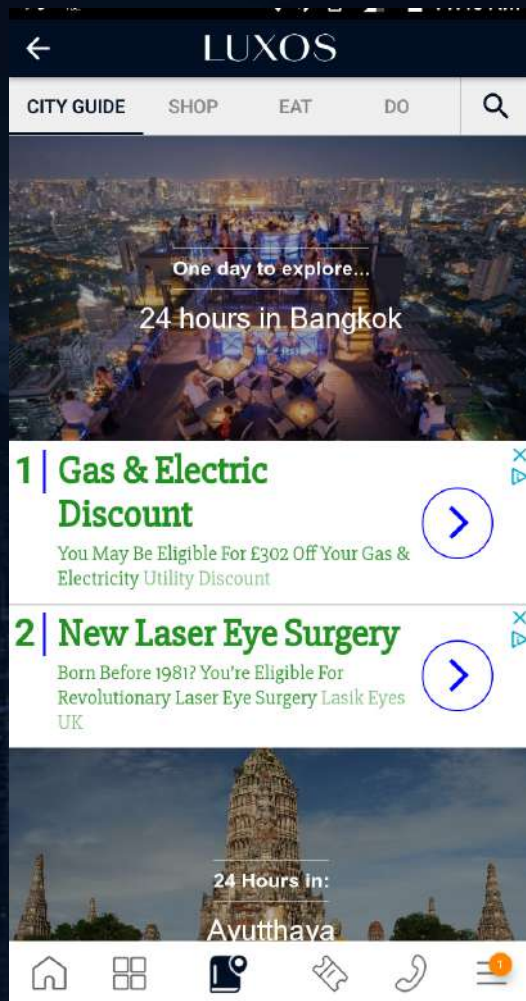 LUXOS
CITY GUIDE SHOP EAT DO
One day to explore...
24 hours in Bangkok
1 Gas & Electric
Discount
You May Be Eligible For £302 Off Your Gas &
Electricity Utility Discount
2 New Laser Eye Surgery
Born Before 1981? You're Eligible For
Revolutionary Laser Eye Surgery Lasik Eyes
UK
24 Hours in:
Ayutthaya
1